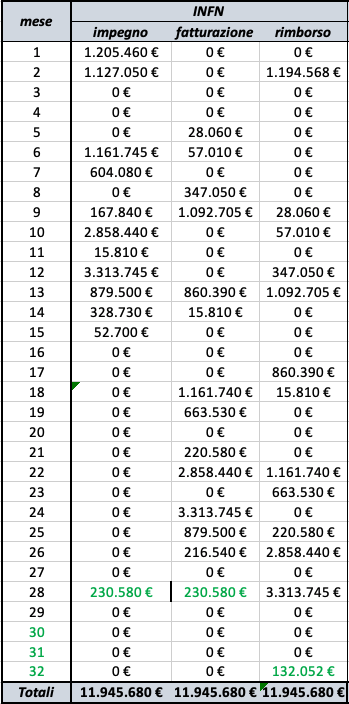 mese INFN
impegno fatturazione rimborso
1 1.205.460 € 0 € 0 €
2 1.127.050 € 0 € 1.194.568 €
3 0 € 0 € 0 €
4 0 € 0 € 0 €
5 0 € 28.060 € 0 €
6 1.161.745 € 57.010 € 0 €
7 604.080 € 0 € 0 €
8 0 € 347.050 € 0 €
9 167.840 € 1.092.705 € 28.060 €
10 2.858.440 € 0 € 57.010 €
11 15.810 € 0 € 0 €
12 3.313.745 € 0 € 347.050 €
13 879.500 € 860.390 € 1.092.705 €
14 328.730 € 15.810 € 0 €
15 52.700 € 0 € 0 €
16 0 € 0 € 0 €
17 0 € 0 € 860.390 €
18 0 € 1.161.740 € 15.810 €
19 0 € 663.530 € 0 €
20 0 € 0 € 0 €
21 0 € 220.580 € 0 €
22 0 € 2.858.440 € 1.161.740 €
23 0 € 0 € 663.530 €
24 0 € 3.313.745 € 0 €
25 0 € 879.500 € 220.580 €
26 0 € 216.540 € 2.858.440 €
27 0 € 0 € 0 €
28 230.580 € 230.580 € 3.313.745 €
29 0 € 0 € 0 €
30 0 € 0 € 0 €
31 0 € 0 € 0 €
32 0 € 0 € 132.052 €
Totali 11.945.680 € 11.945.680 € 11.945.680 €